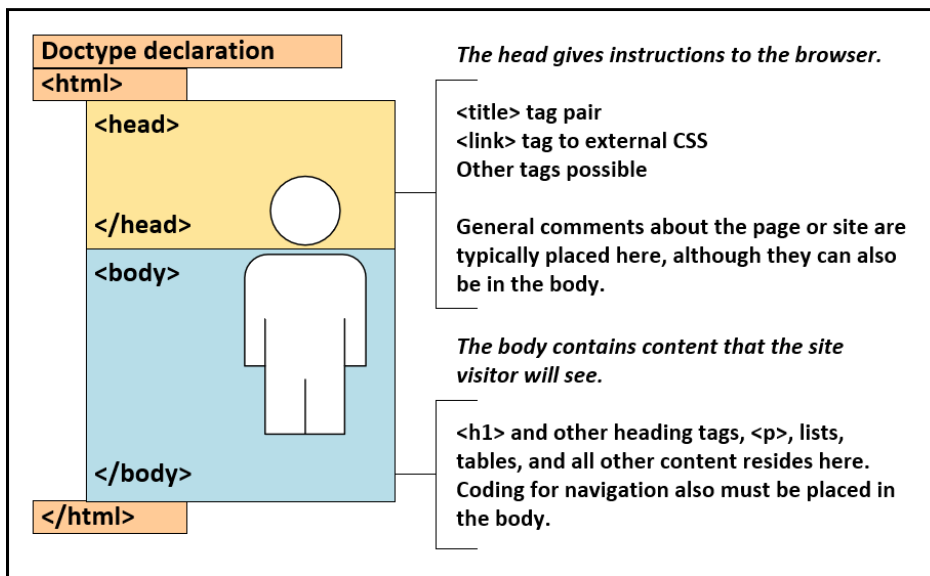 Doctype declaration
<html>
<head>
</head>
<body>
</body>
</html>
The head gives instructions to the browser.
<title> tag pair
<link> tag to external CSS
Other tags possible
General comments about the page or site are
typically placed here, although they can also
be in the body.
The body contains content that the site
visitor will see.
<h1> and other heading tags, <p>, lists,
tables, and all other content resides here.
Coding for navigation also must be placed in
the body.